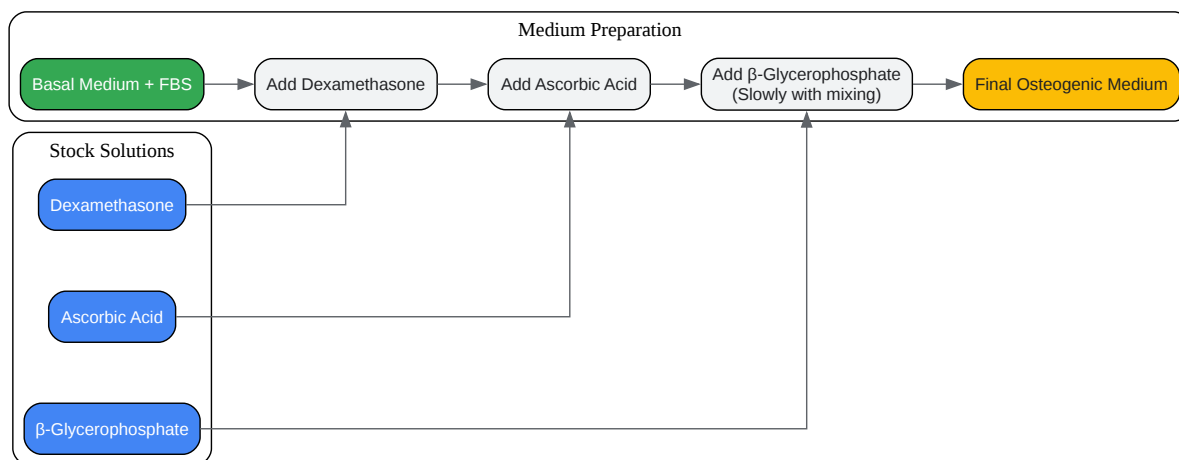 Medium Preparation
Basal Medium + FBS
Add Dexamethasone
Add Ascorbic Acid
Add β-Glycerophosphate
(Slowly with mixing)
Final Osteogenic Medium
Stock Solutions
Dexamethasone
Ascorbic Acid
β-Glycerophosphate